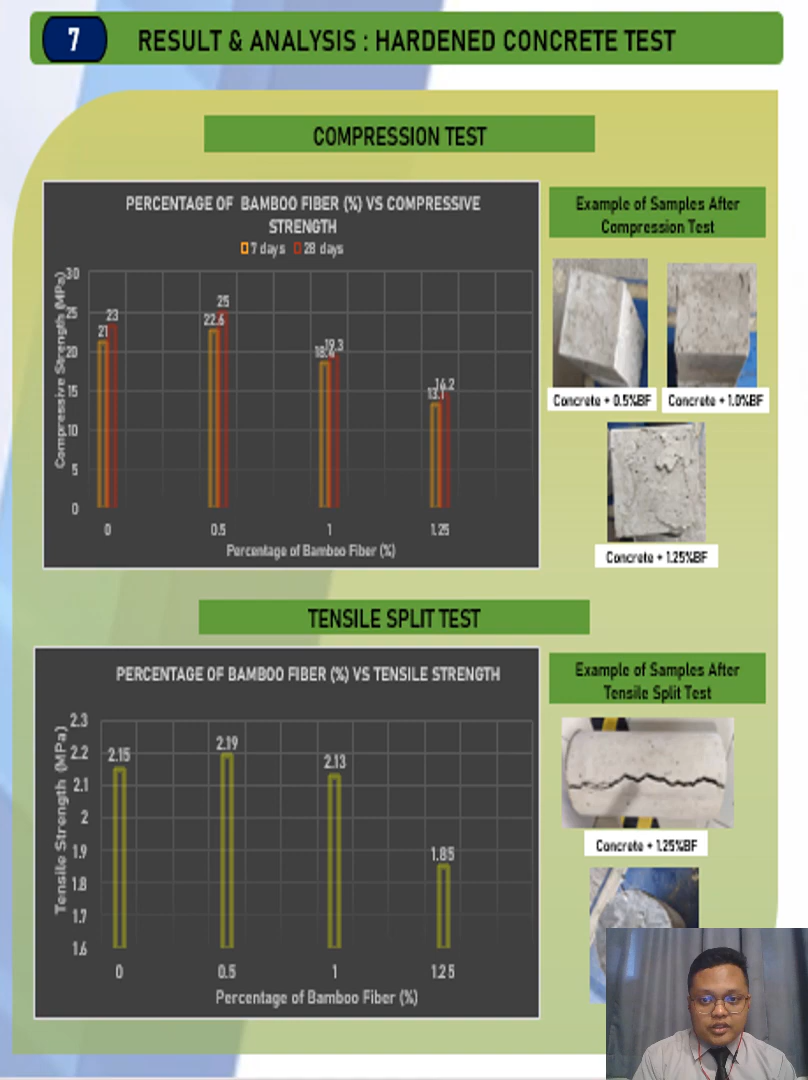 7
RESULT & ANALYSIS : HARDENED CONCRETE TEST
COMPRESSION TEST
PERCENTAGE OF BAMBOO FIBER (%) VS COMPRESSIVE
STRENGTH
7 days 28 days
Compressive Strength (MPa)
30
25
20
15
10
5
0
21
23
22.6
25
18.4
19.3
13.1
14.2
0
0.5
1
1.25
Percentage of Bamboo Fiber (%)
Example of Samples After
Compression Test
Concrete + 0.5%BF
Concrete + 1.0%BF
Concrete + 1.25%BF
TENSILE SPLIT TEST
PERCENTAGE OF BAMBOO FIBER (%) VS TENSILE STRENGTH
Tensile Strength (MPa)
2.3
2.2
2.1
2
1.9
1.8
1.7
1.6
2.15
2.19
2.13
1.85
0
0.5
1
1.25
Percentage of Bamboo Fiber (%)
Example of Samples After
Tensile Split Test
Concrete + 1.25%BF